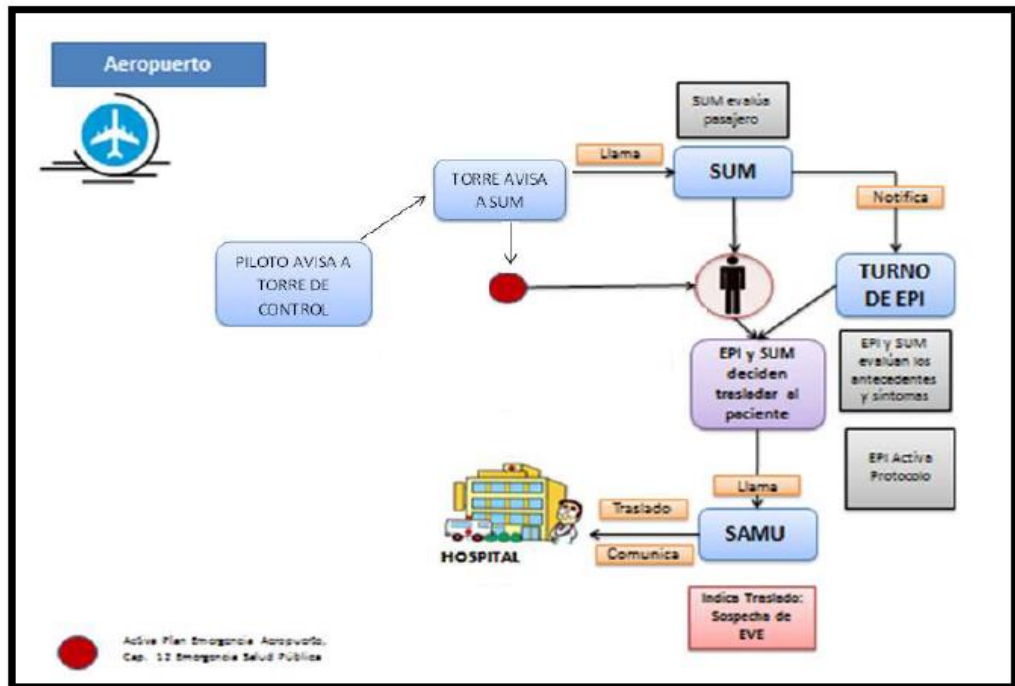 Aeropuerto
SUM evalúa
pasajero
Llama
SUM
TORRE AVISA
A SUM
Notifica
PILOTO AVISA A
TORRE DE
CONTROL
TURNO
DE EPI
EPI y SUM
deciden
trasladar al
paciente
EPI y SUM
evalúan los
antecedentes
y síntomas
EPI Activa
Protocolo
Llama
Traslado
SAMU
Comunica
HOSPITAL
Indica Traslado:
Sospecha de
EVE
Activa Plan Emergencia Aeropuerto,
Cap. 12 Emergencia Salud Pública